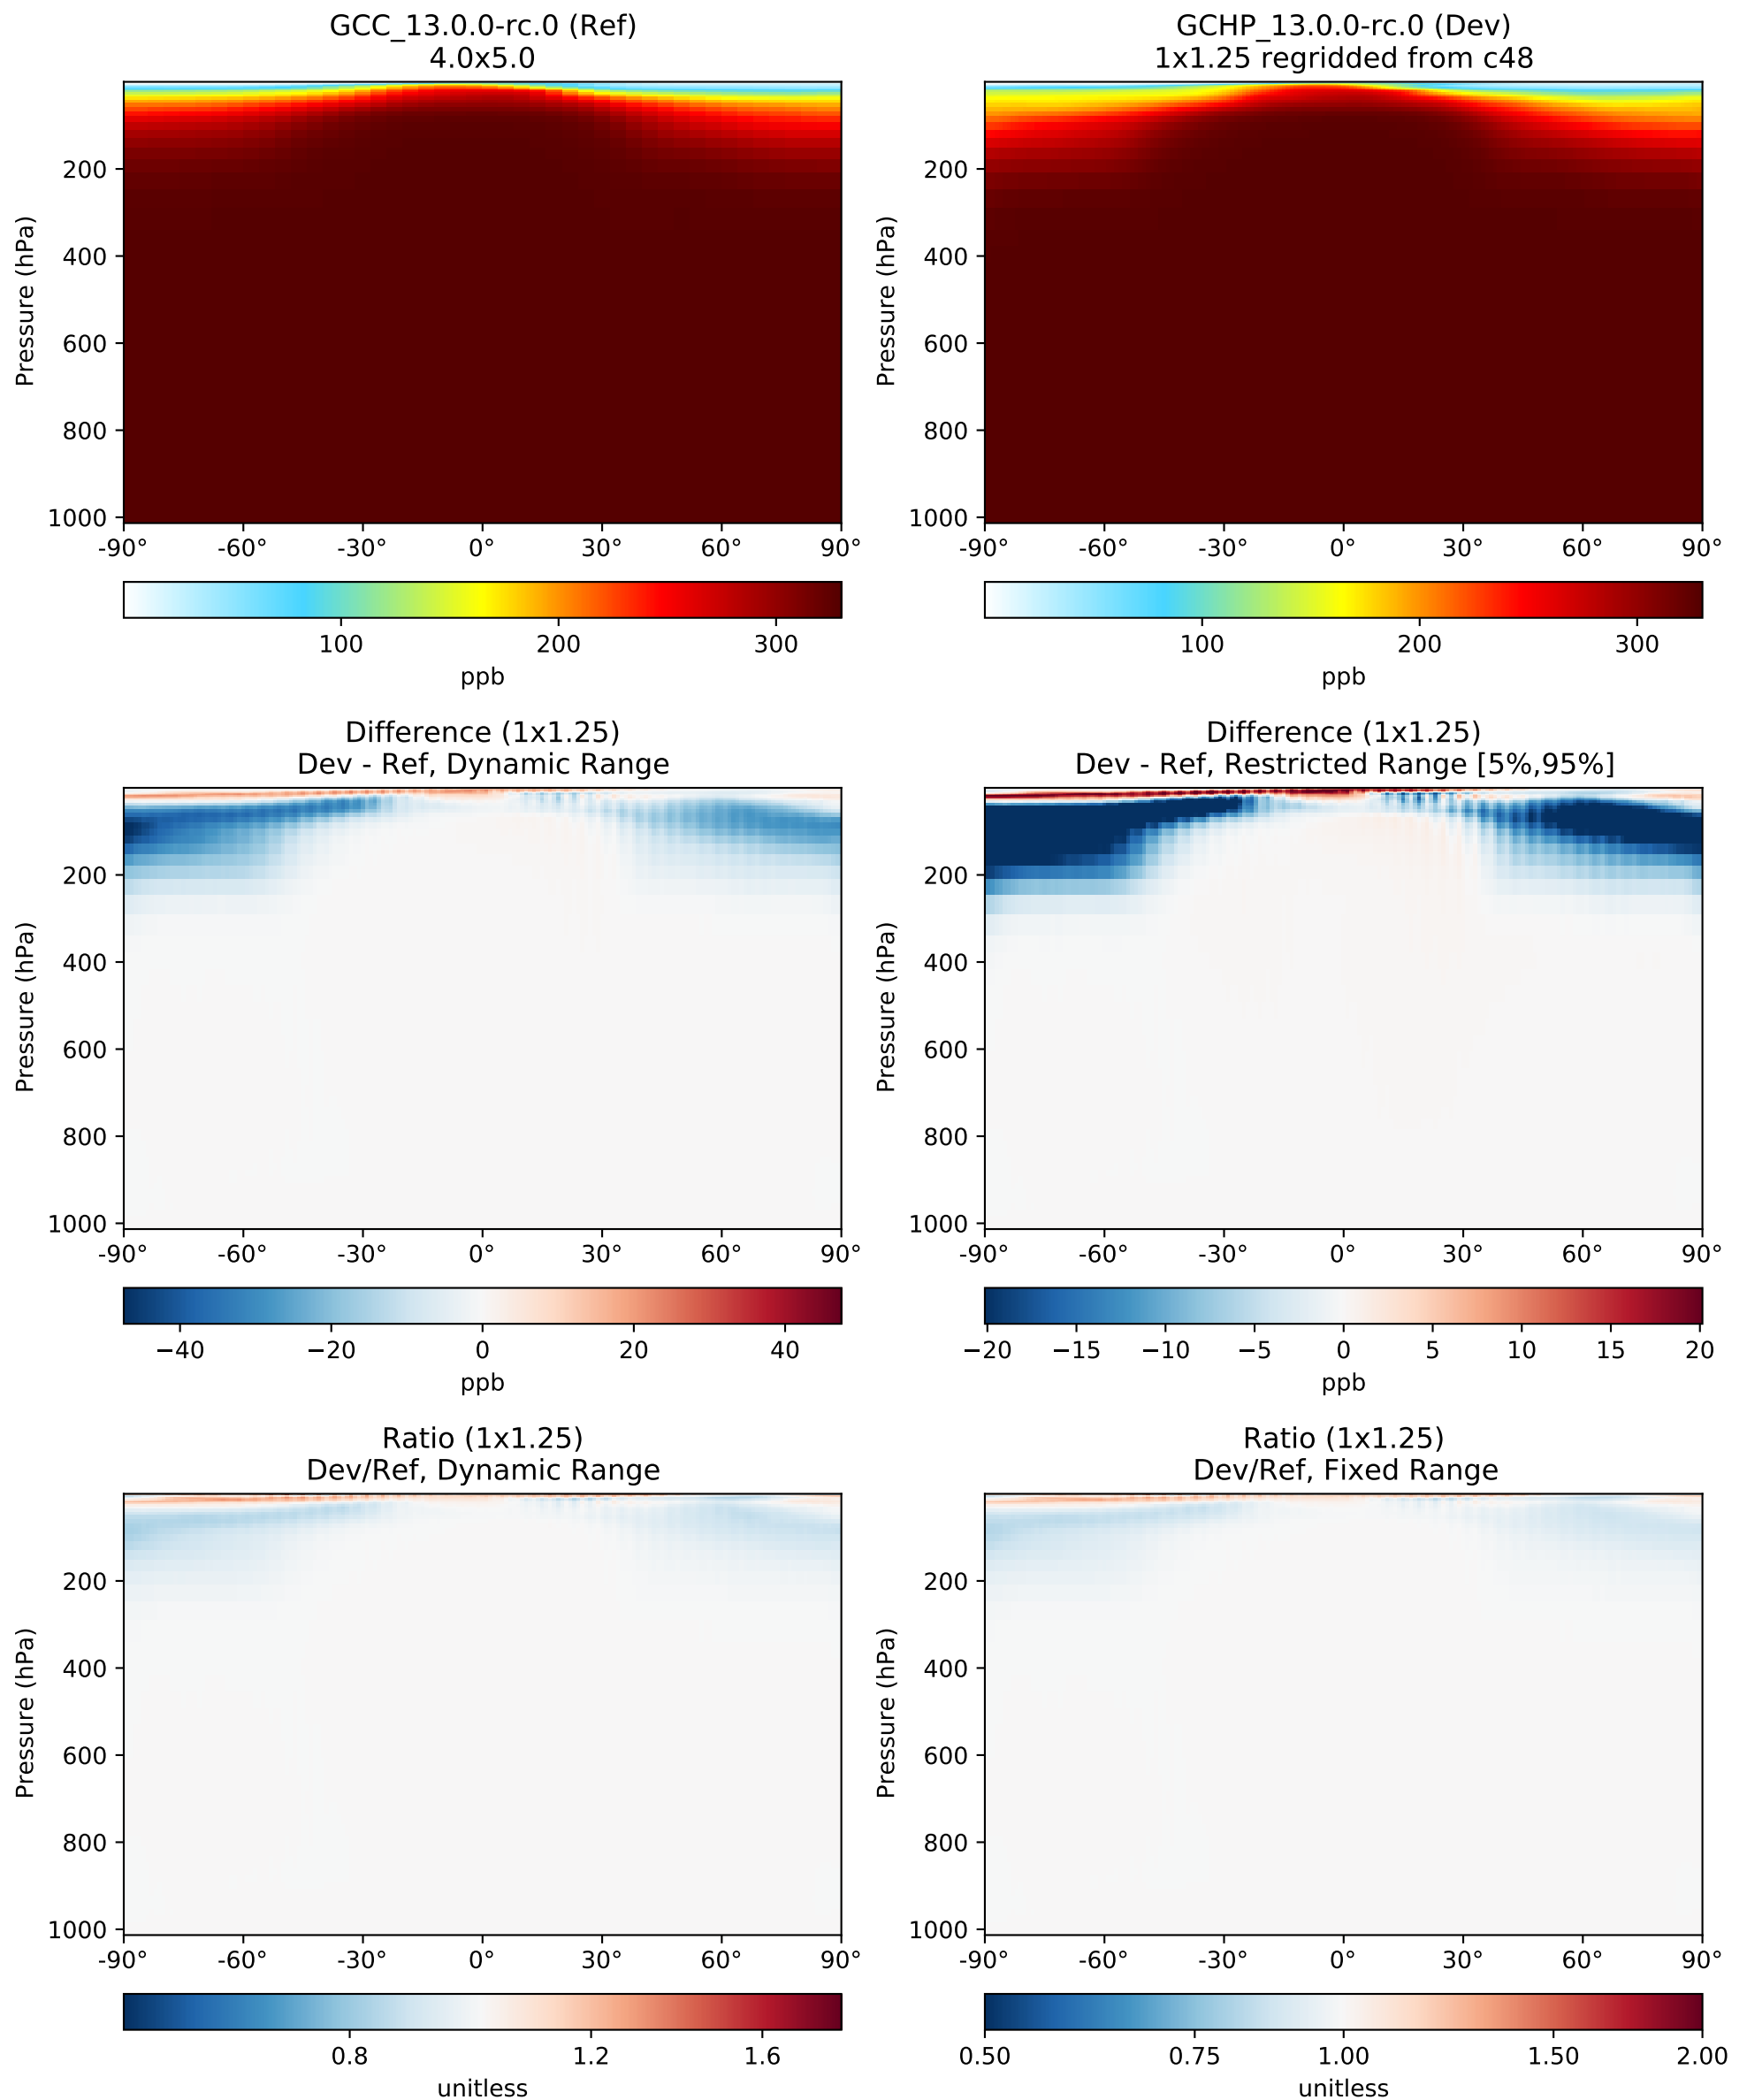 GCC_13.0.0-rc.0 (Ref)
4.0x5.0
Pressure (hPa)
200
400
600
800
1000
-90° -60° -30° 0° 30° 60° 90°
100 200 300
ppb
GCHP_13.0.0-rc.0 (Dev)
1x1.25 regridded from c48
Pressure (hPa)
200
400
600
800
1000
-90° -60° -30° 0° 30° 60° 90°
100 200 300
ppb
Difference (1x1.25)
Dev - Ref, Dynamic Range
Pressure (hPa)
200
400
600
800
1000
-90° -60° -30° 0° 30° 60° 90°
−40 −20 0 20 40
ppb
Difference (1x1.25)
Dev - Ref, Restricted Range [5%,95%]
Pressure (hPa)
200
400
600
800
1000
-90° -60° -30° 0° 30° 60° 90°
−20 −15 −10 −5 0 5 10 15 20
ppb
Ratio (1x1.25)
Dev/Ref, Dynamic Range
Pressure (hPa)
200
400
600
800
1000
-90° -60° -30° 0° 30° 60° 90°
0.8 1.2 1.6
unitless
Ratio (1x1.25)
Dev/Ref, Fixed Range
Pressure (hPa)
200
400
600
800
1000
-90° -60° -30° 0° 30° 60° 90°
0.50 0.75 1.00 1.50 2.00
unitless